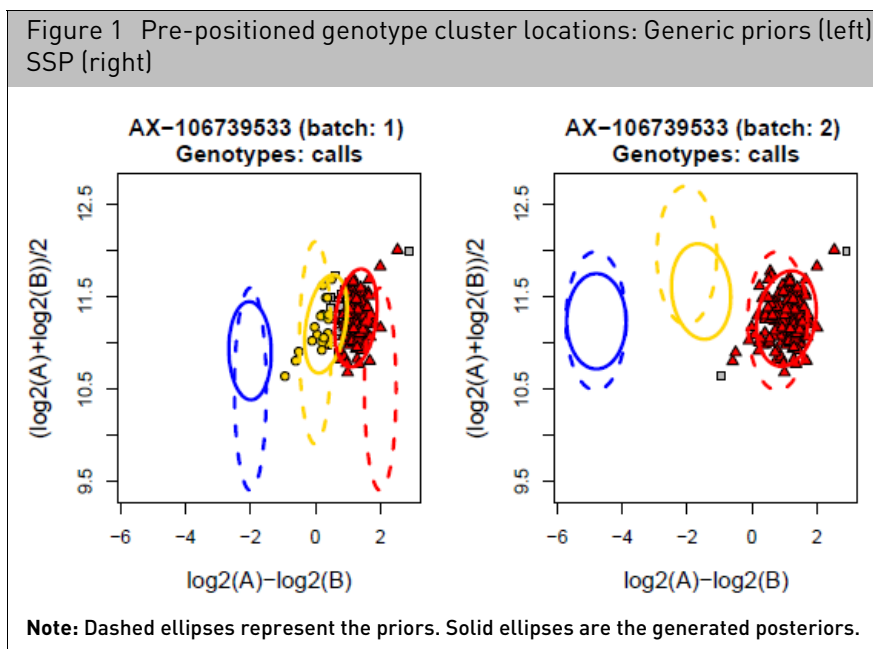 Figure 1 Pre-positioned genotype cluster locations: Generic priors (left)
SSP (right)
AX−106739533 (batch: 1)
Genotypes: calls
(log2(A)+log2(B))/2
12.5
11.5
10.5
9.5
−6 −4 −2 0 2
log2(A)−log2(B)
AX−106739533 (batch: 2)
Genotypes: calls
(log2(A)+log2(B))/2
12.5
11.5
10.5
9.5
−6 −4 −2 0 2
log2(A)−log2(B)
Note: Dashed ellipses represent the priors. Solid ellipses are the generated posteriors.